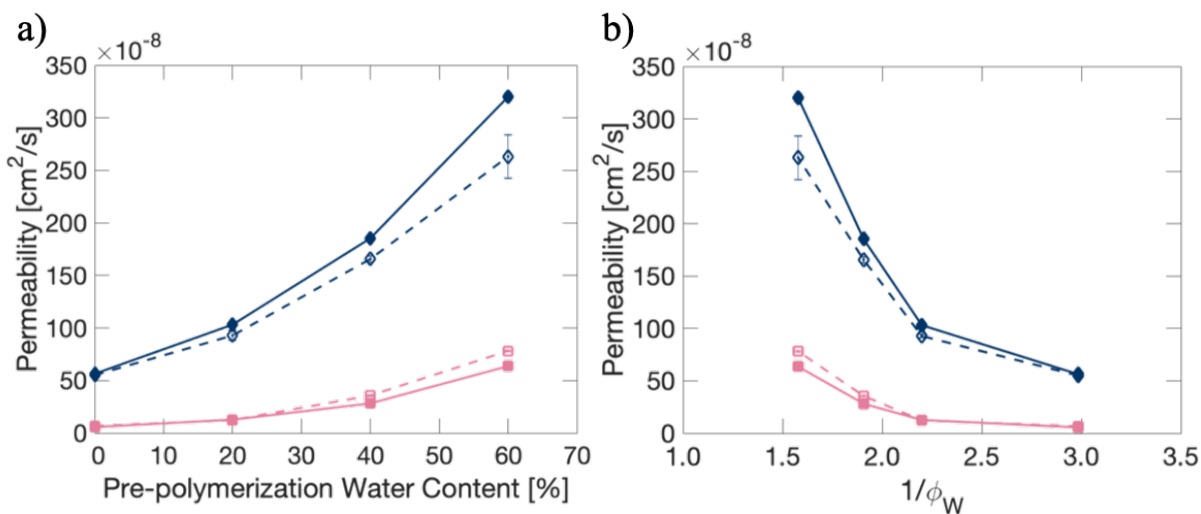 a)
×10⁻⁸
350
300
250
200
150
100
50
0
Permeability [cm²/s]
0 10 20 30 40 50 60 70
Pre-polymerization Water Content [%]
b)
×10⁻⁸
350
300
250
200
150
100
50
0
Permeability [cm²/s]
1.0 1.5 2.0 2.5 3.0 3.5
1/ϕ_W